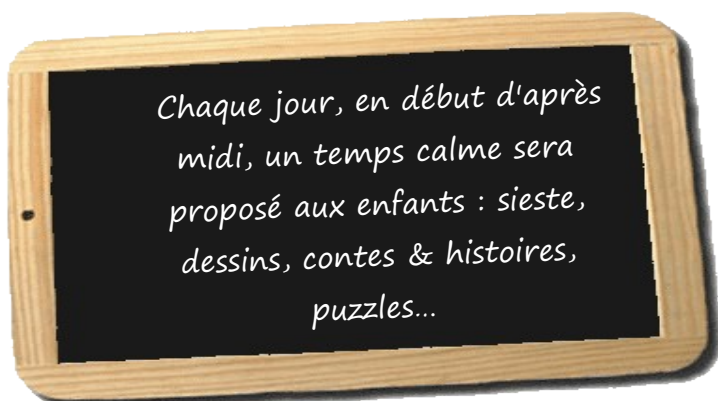 Chaque jour, en début d'après
midi, un temps calme sera
proposé aux enfants : sieste,
dessins, contes & histoires,
puzzles...